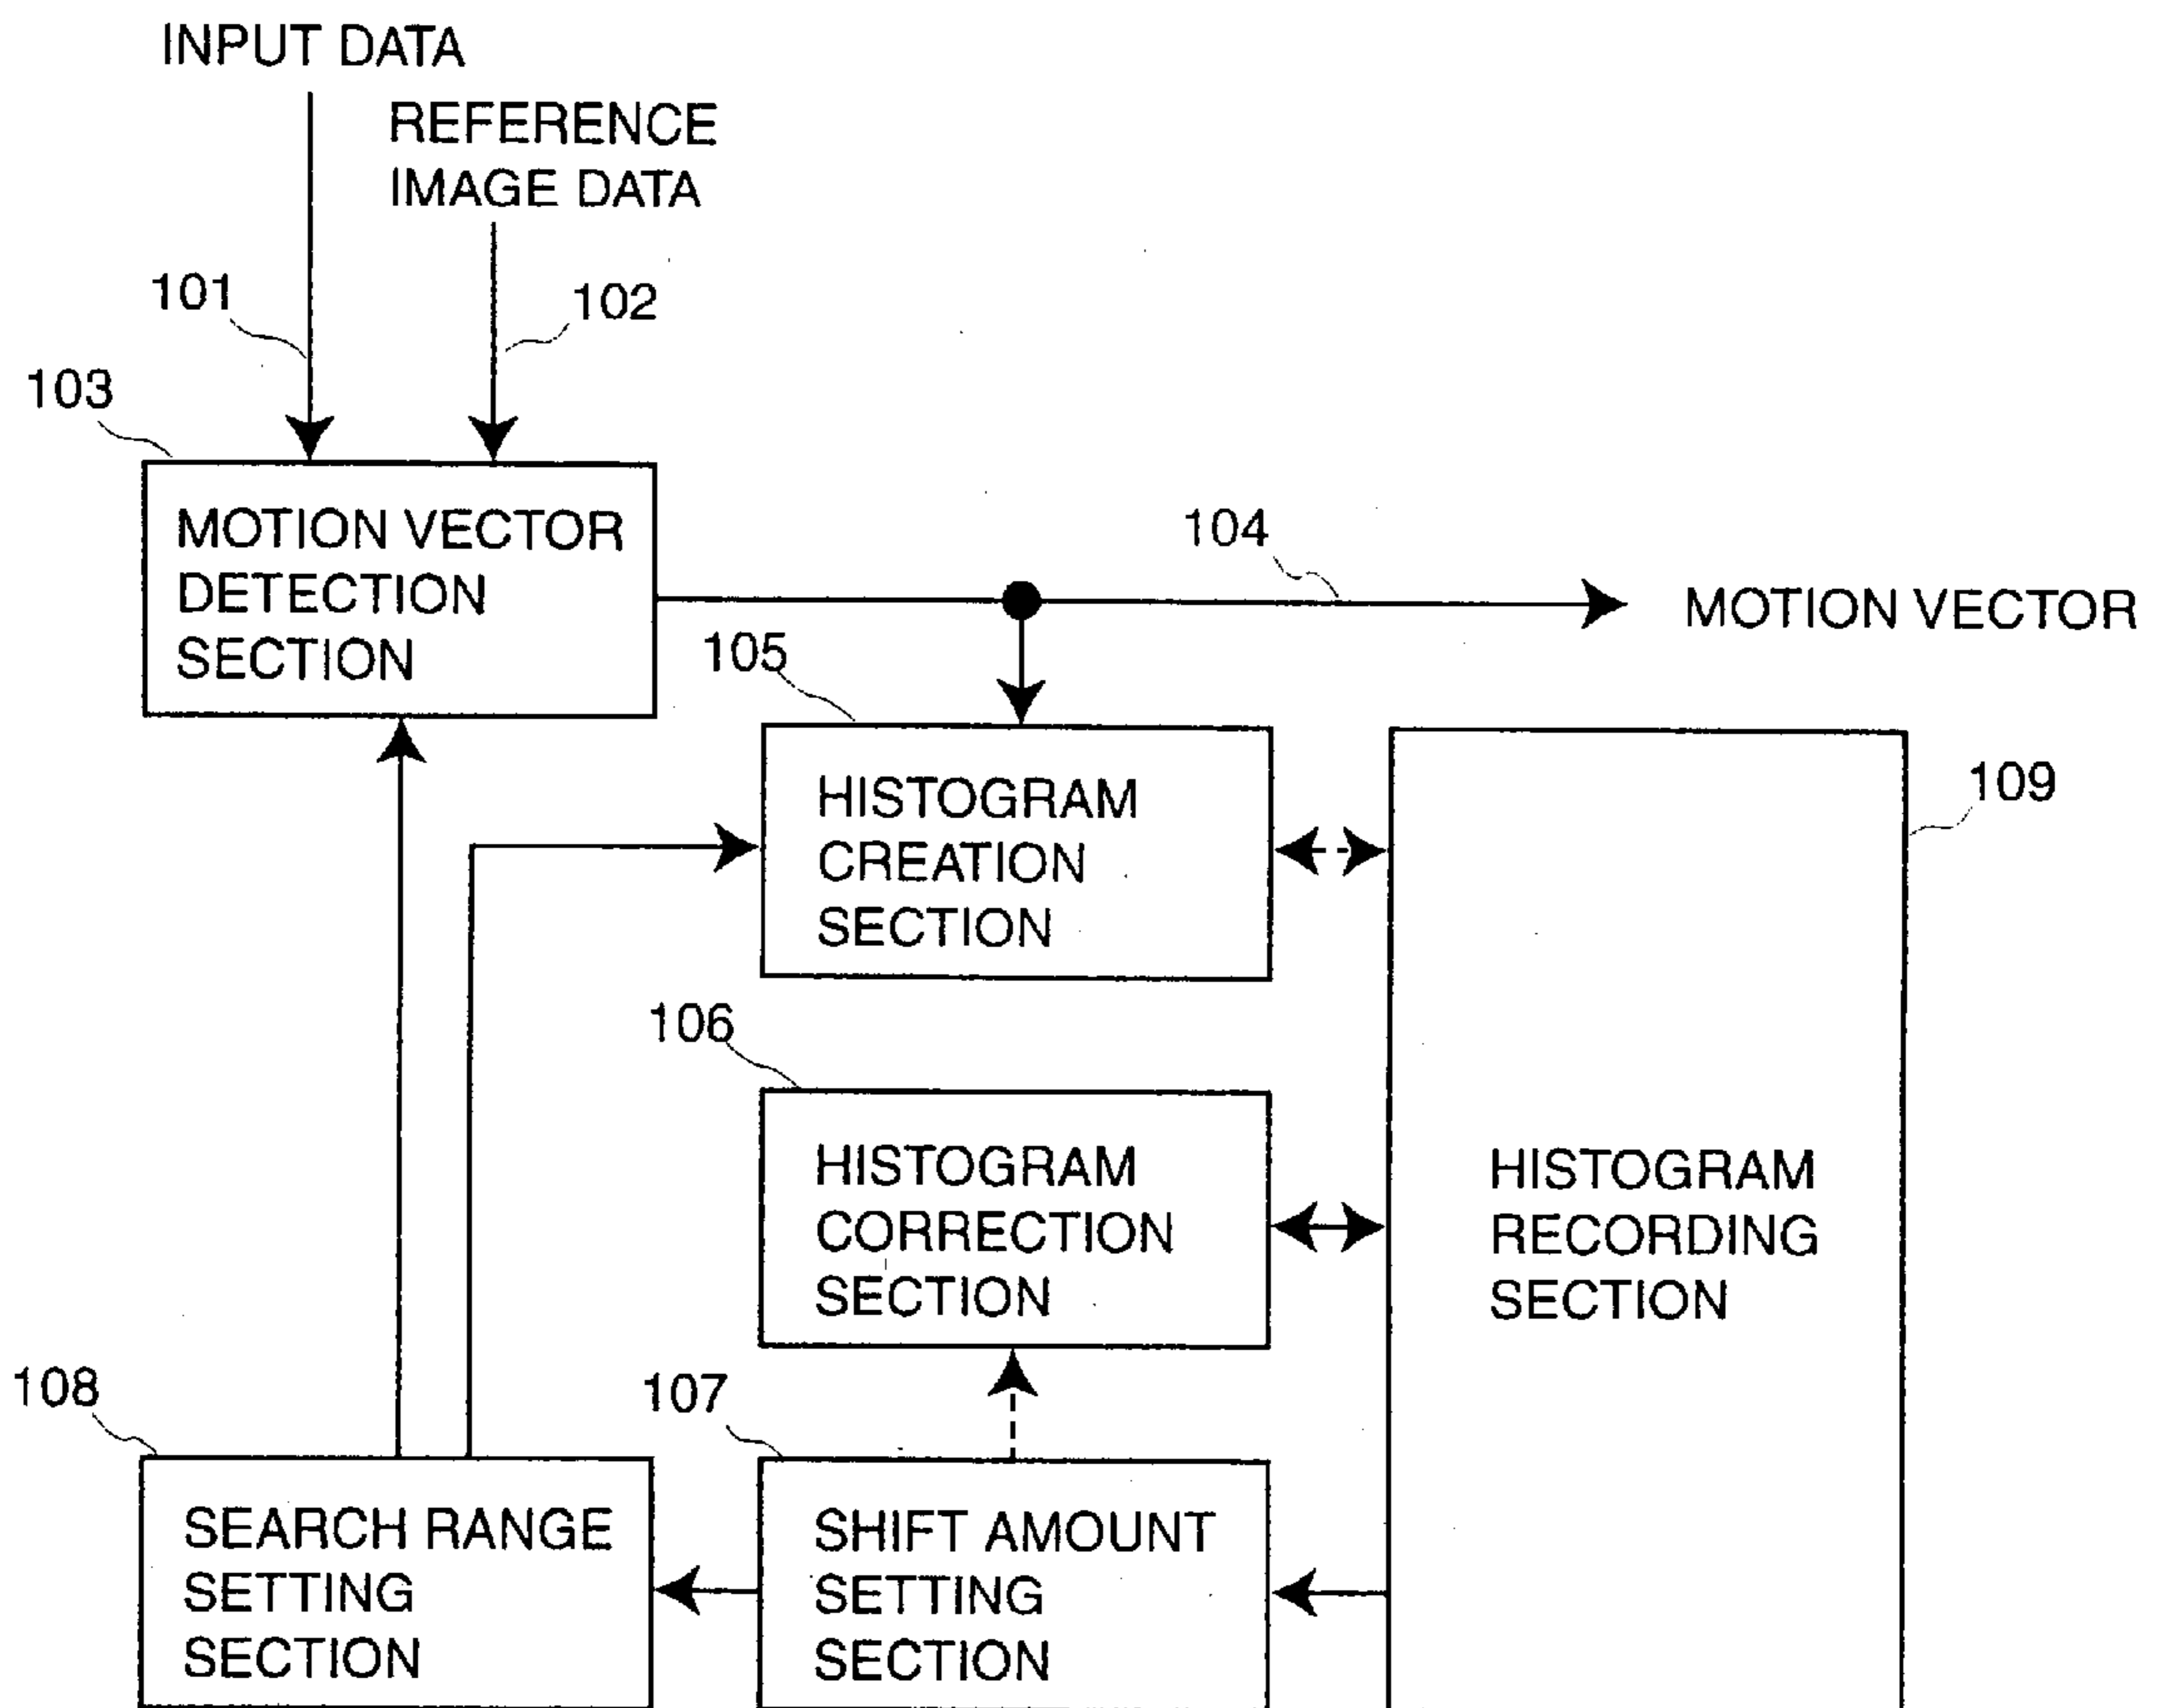 INPUT DATA
REFERENCE
IMAGE DATA
101
102
103
MOTION VECTOR
DETECTION
SECTION
104
MOTION VECTOR
105
HISTOGRAM
CREATION
SECTION
109
106
HISTOGRAM
CORRECTION
SECTION
HISTOGRAM
RECORDING
SECTION
108
107
SEARCH RANGE
SETTING
SECTION
SHIFT AMOUNT
SETTING
SECTION